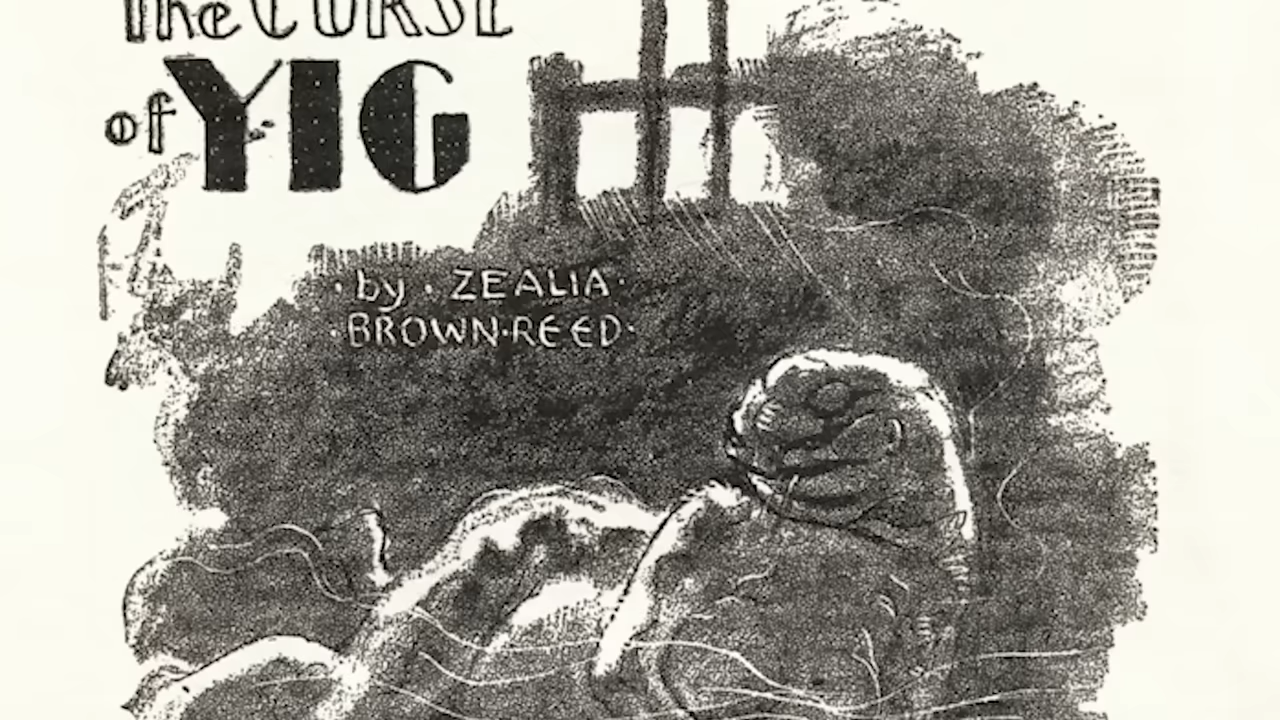 The CURSE
of YIG
· by · ZEALIA ·
· BROWN · REED ·